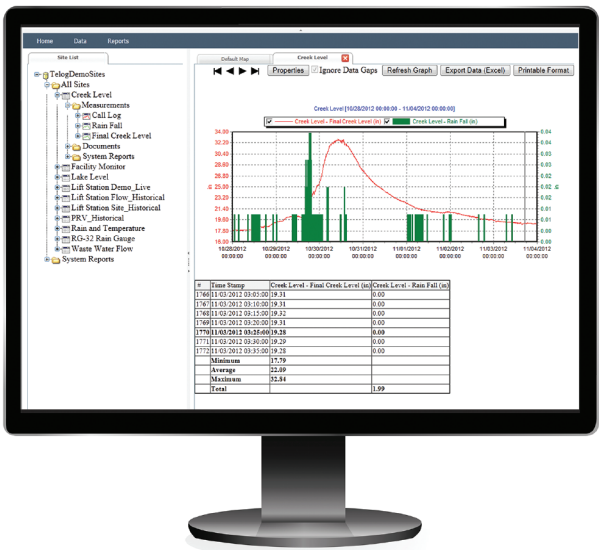 Home Data Reports
Site List
TelogDemoSites
All Sites
Creek Level
Measurements
Call Log
Rain Fall
Final Creek Level
Documents
System Reports
Facility Monitor
Lake Level
Lift Station Demo_Live
Lift Station Flow_Historical
Lift Station Site_Historical
PRV_Historical
Rain and Temperature
RG-32 Rain Gauge
Waste Water Flow
System Reports
Default Map Creek Level
Properties Ignore Data Gaps Refresh Graph Export Data (Excel) Printable Format
Creek Level [10/28/2012 00:00:00 - 11/04/2012 00:00:00]
Creek Level - Final Creek Level (in) Creek Level - Rain Fall (in)
34.00 0.04
32.20 0.04
30.40 0.03
28.60 0.03
26.80 0.02
in 25.00 0.02 in
23.20 0.02
21.40 0.01
19.60 0.01
17.80 0.00
16.00 0.00
10/28/2012 10/29/2012 10/30/2012 10/31/2012 11/01/2012 11/02/2012 11/03/2012 11/04/2012
00:00:00 00:00:00 00:00:00 00:00:00 00:00:00 00:00:00 00:00:00 00:00:00
# Time Stamp Creek Level - Final Creek Level (in) Creek Level - Rain Fall (in)
1766 11/03/2012 03:05:00 19.31 0.00
1767 11/03/2012 03:10:00 19.31 0.00
1768 11/03/2012 03:15:00 19.32 0.00
1769 11/03/2012 03:20:00 19.31 0.00
1770 11/03/2012 03:25:00 19.28 0.00
1771 11/03/2012 03:30:00 19.29 0.00
1772 11/03/2012 03:35:00 19.28 0.00
Minimum 17.79
Average 22.09
Maximum 32.84
Total 1.99